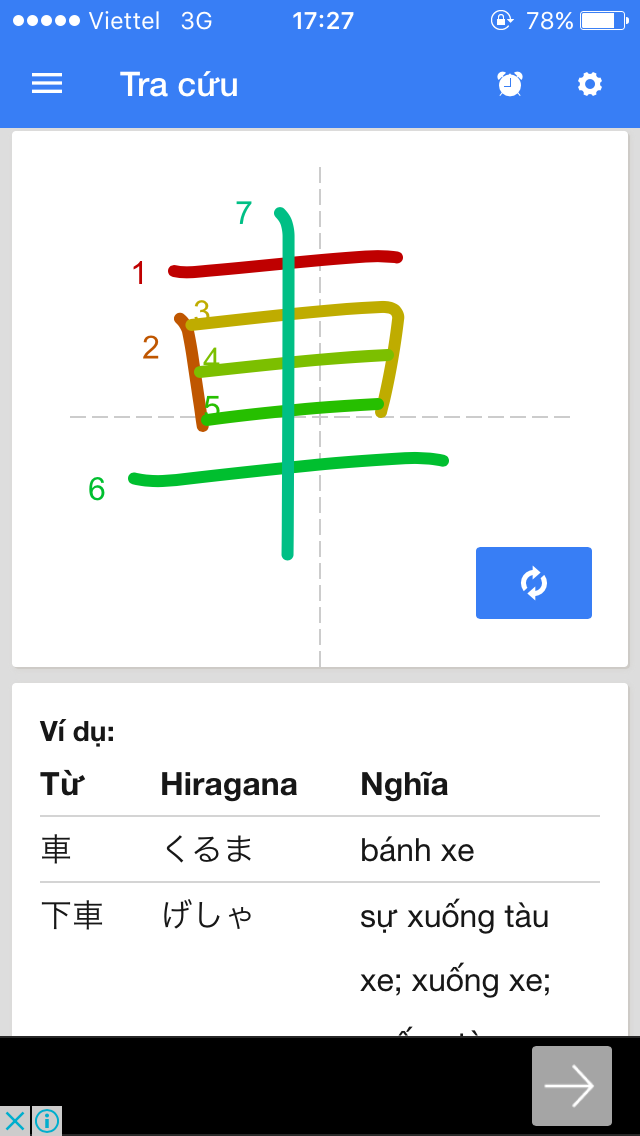 Viettel 3G 17:27 78%
Tra cứu
7
1
3
2
4
5
6
車
Ví dụ:
Từ Hiragana Nghĩa
車 くるま bánh xe
下車 げしゃ sự xuống tàu
xe; xuống xe;